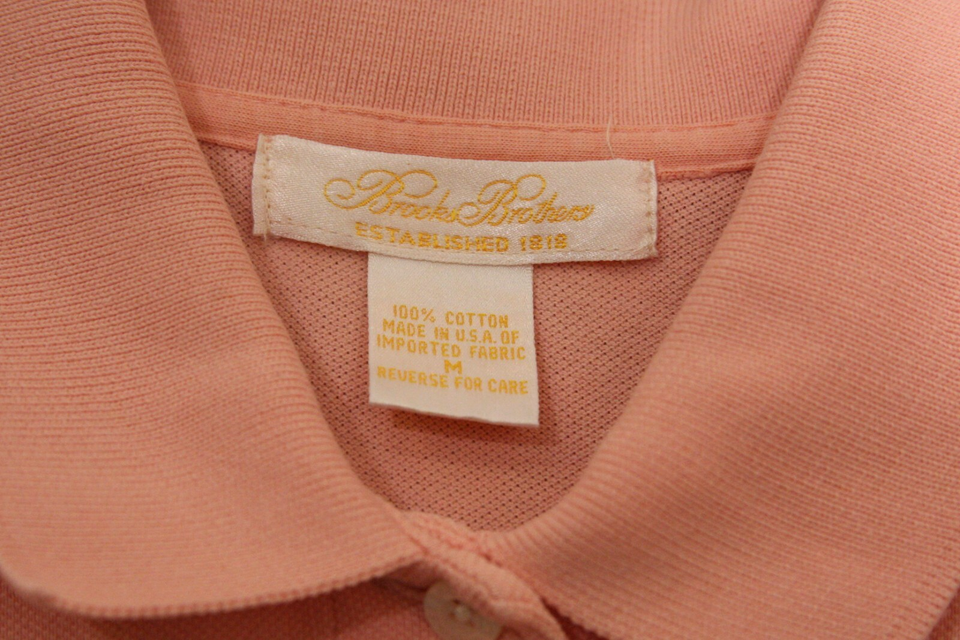 Brooks Brothers
ESTABLISHED 1818
100% COTTON
MADE IN U.S.A. OF
IMPORTED FABRIC
M
REVERSE FOR CARE